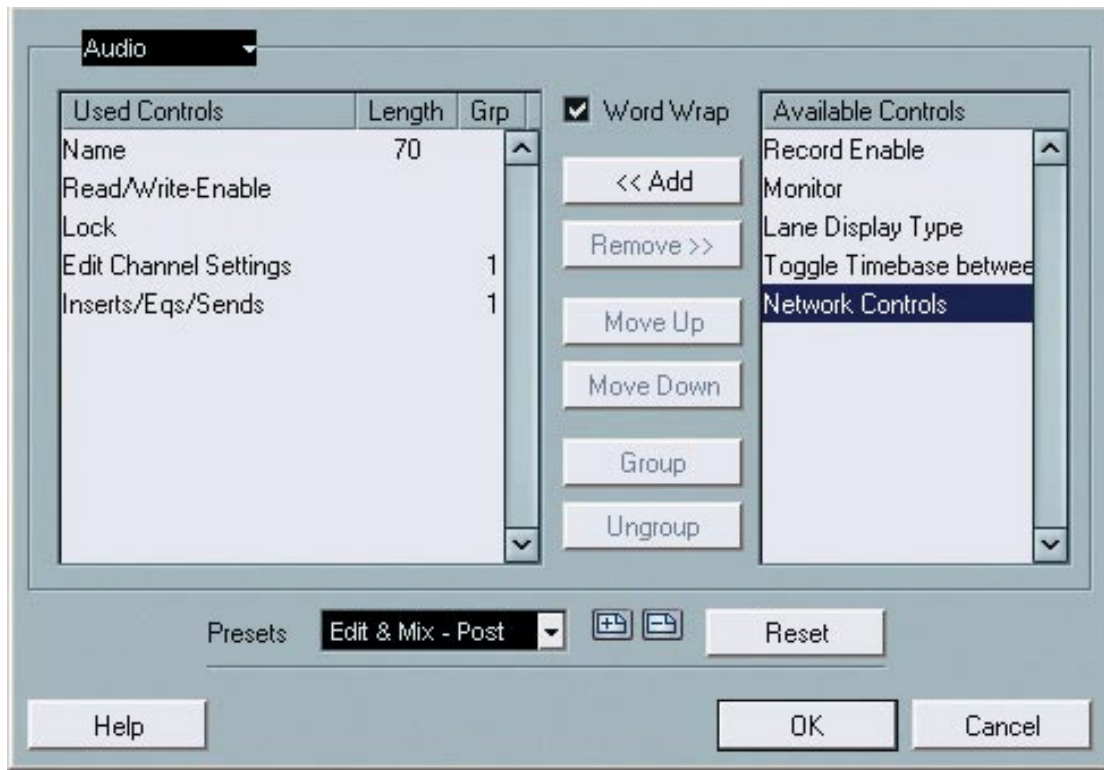 Audio
Used Controls Length Grp
Name 70
Read/Write-Enable
Lock
Edit Channel Settings 1
Inserts/Eqs/Sends 1
Word Wrap
<< Add
Remove >>
Move Up
Move Down
Group
Ungroup
Available Controls
Record Enable
Monitor
Lane Display Type
Toggle Timebase betwee
Network Controls
Presets Edit & Mix - Post Reset
Help OK Cancel